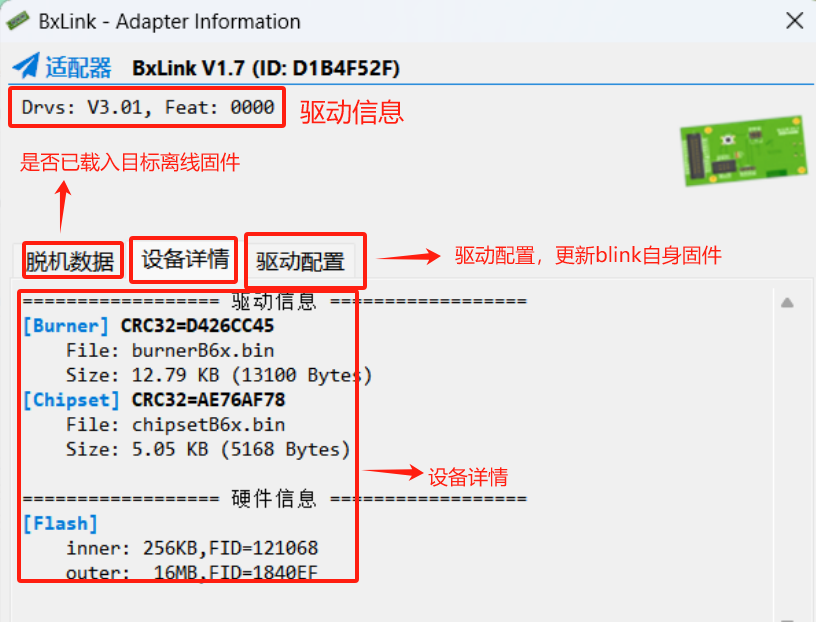 BxLink - Adapter Information
适配器 BxLink V1.7 (ID: D1B4F52F)
Drvs: V3.01, Feat: 0000 驱动信息
是否已载入目标离线固件
脱机数据 设备详情 驱动配置 驱动配置，更新blink自身固件
================== 驱动信息 ==================
[Burner] CRC32=D426CC45
File: burnerB6x.bin
Size: 12.79 KB (13100 Bytes)
[Chipset] CRC32=AE76AF78
File: chipsetB6x.bin
Size: 5.05 KB (5168 Bytes)
设备详情
================== 硬件信息 ==================
[Flash]
inner: 256KB,FID=121068
outer: 16MB,FID=1840EF